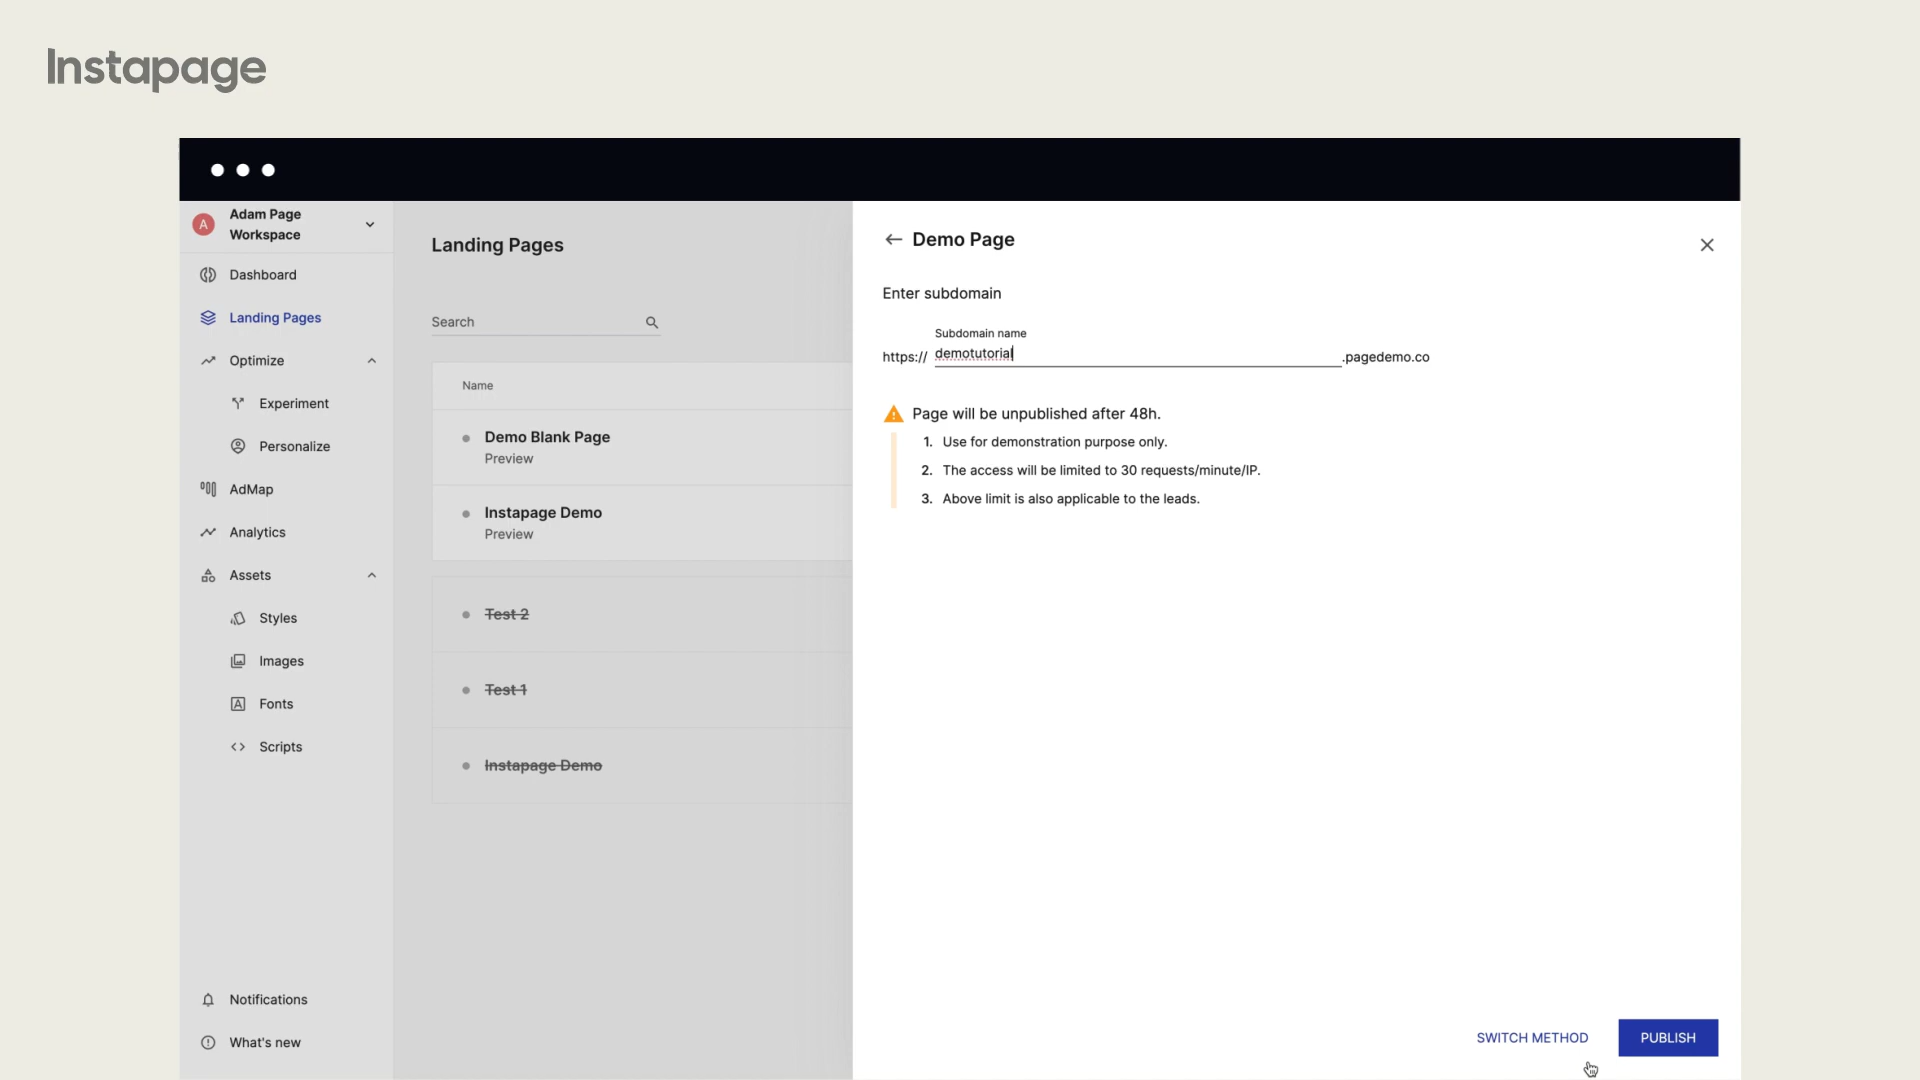 Instapage
A
Adam Page
Workspace
Dashboard
Landing Pages
Optimize
Experiment
Personalize
AdMap
Analytics
Assets
Styles
Images
Fonts
Scripts
Notifications
What's new
Landing Pages
Search
Name
Demo Blank Page
Preview
Instapage Demo
Preview
Test 2
Test 1
Instapage Demo
Demo Page
Enter subdomain
Subdomain name
https:// demotutorial .pagedemo.co
Page will be unpublished after 48h.
1. Use for demonstration purpose only.
2. The access will be limited to 30 requests/minute/IP.
3. Above limit is also applicable to the leads.
SWITCH METHOD
PUBLISH